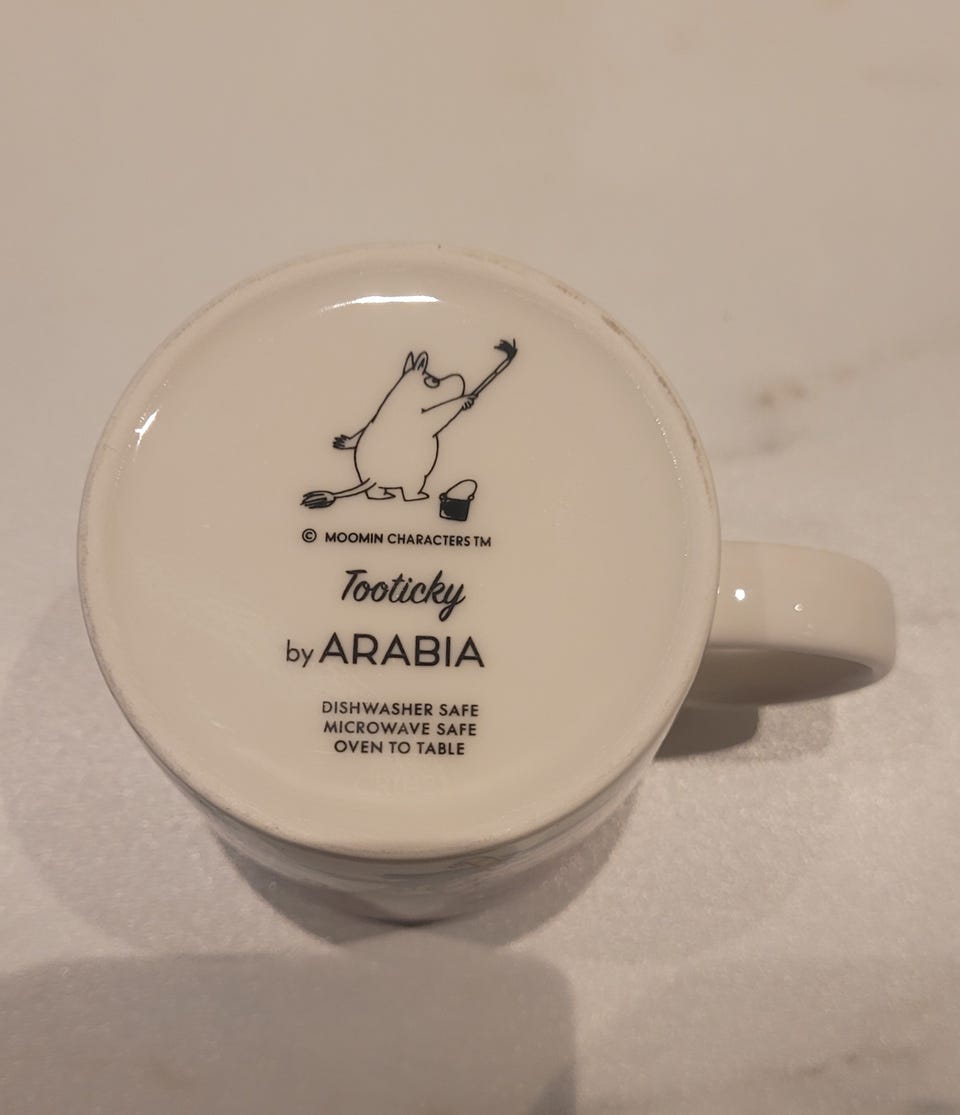 © MOOMIN CHARACTERS TM
Tooticky
by ARABIA
DISHWASHER SAFE
MICROWAVE SAFE
OVEN TO TABLE